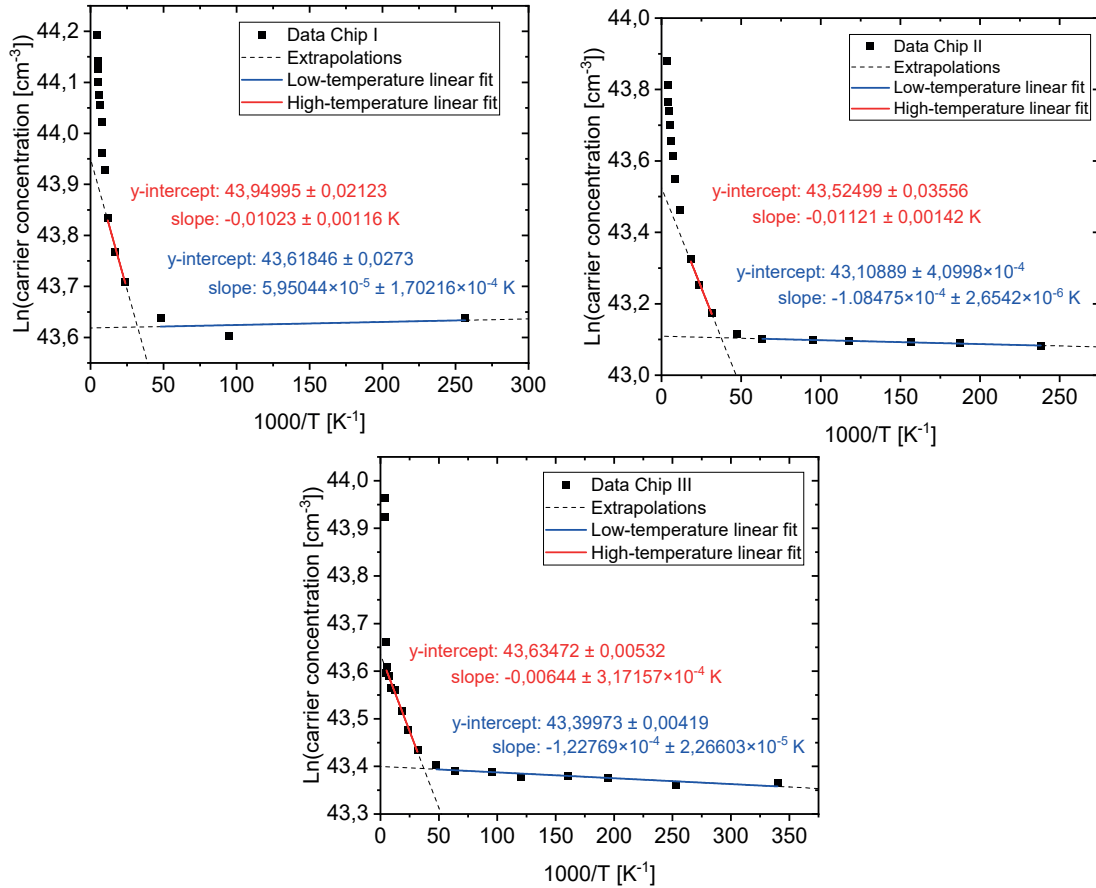 44,2
44,1
44,0
43,9
43,8
43,7
43,6
Ln(carrier concentration [cm⁻³])
Data Chip I
Extrapolations
Low-temperature linear fit
High-temperature linear fit
y-intercept: 43,94995 ± 0,02123
slope: -0,01023 ± 0,00116 K
y-intercept: 43,61846 ± 0,0273
slope: 5,95044×10⁻⁵ ± 1,70216×10⁻⁴ K
0 50 100 150 200 250 300
1000/T [K⁻¹]
44,0
43,8
43,6
43,4
43,2
43,0
Ln(carrier concentration [cm⁻³])
Data Chip II
Extrapolations
Low-temperature linear fit
High-temperature linear fit
y-intercept: 43,52499 ± 0,03556
slope: -0,01121 ± 0,00142 K
y-intercept: 43,10889 ± 4,0998×10⁻⁴
slope: -1.08475×10⁻⁴ ± 2,6542×10⁻⁶ K
0 50 100 150 200 250
1000/T [K⁻¹]
44,0
43,9
43,8
43,7
43,6
43,5
43,4
43,3
Ln(carrier concentration [cm⁻³])
Data Chip III
Extrapolations
Low-temperature linear fit
High-temperature linear fit
y-intercept: 43,63472 ± 0,00532
slope: -0,00644 ± 3,17157×10⁻⁴ K
y-intercept: 43,39973 ± 0,00419
slope: -1,22769×10⁻⁴ ± 2,26603×10⁻⁵ K
0 50 100 150 200 250 300 350
1000/T [K⁻¹]